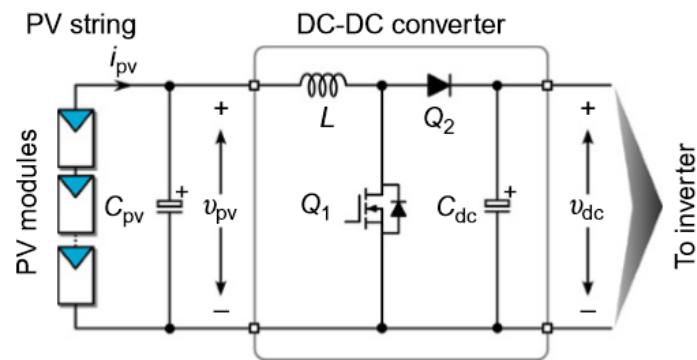 PV string
DC-DC converter
i_pv
PV modules
C_pv
+
+
v_pv
−
L
Q_2
Q_1
C_dc
+
+
v_dc
−
To inverter